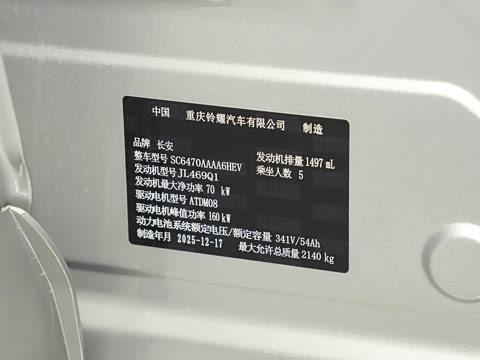 中国 重庆铃耀汽车有限公司 制造
品牌 长安
整车型号 SC6470AAAA6HEV 发动机排量 1497 mL
发动机型号 JL469Q1 乘坐人数 5
发动机最大净功率 70 kW
驱动电机型号 ATDM08
驱动电机峰值功率 160 kW
动力电池系统额定电压/额定容量 341V/54Ah
制造年月 2025-12-17 最大允许总质量 2140 kg